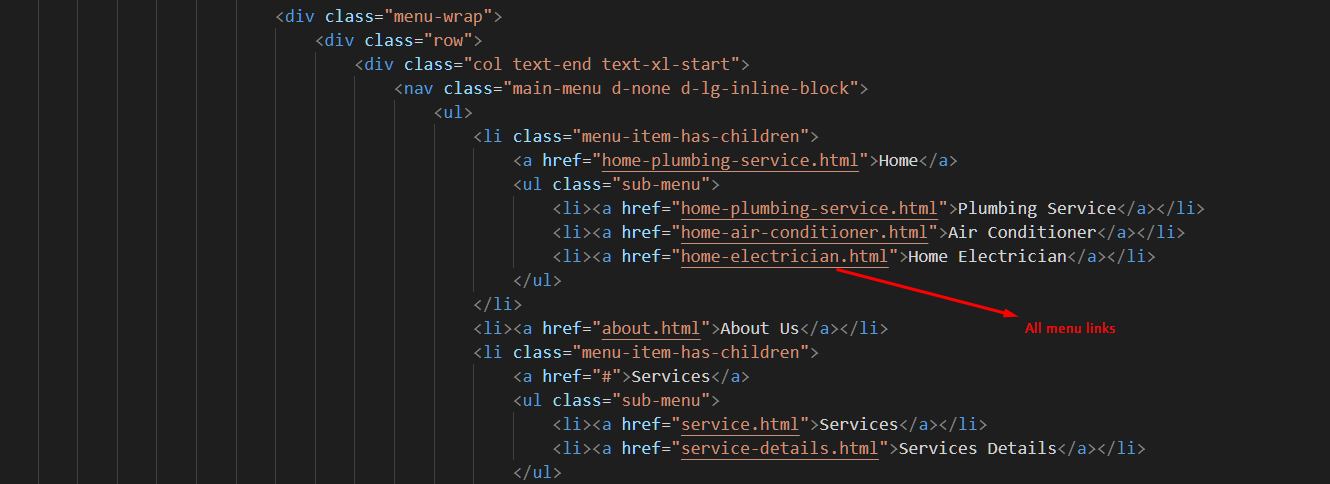 <div class="menu-wrap">
<div class="row">
<div class="col text-end text-xl-start">
<nav class="main-menu d-none d-lg-inline-block">
<ul>
<li class="menu-item-has-children">
<a href="home-plumbing-service.html">Home</a>
<ul class="sub-menu">
<li><a href="home-plumbing-service.html">Plumbing Service</a></li>
<li><a href="home-air-conditioner.html">Air Conditioner</a></li>
<li><a href="home-electrician.html">Home Electrician</a></li>
</ul>
</li>
All menu links
<li><a href="about.html">About Us</a></li>
<li class="menu-item-has-children">
<a href="#">Services</a>
<ul class="sub-menu">
<li><a href="service.html">Services</a></li>
<li><a href="service-details.html">Services Details</a></li>
</ul>